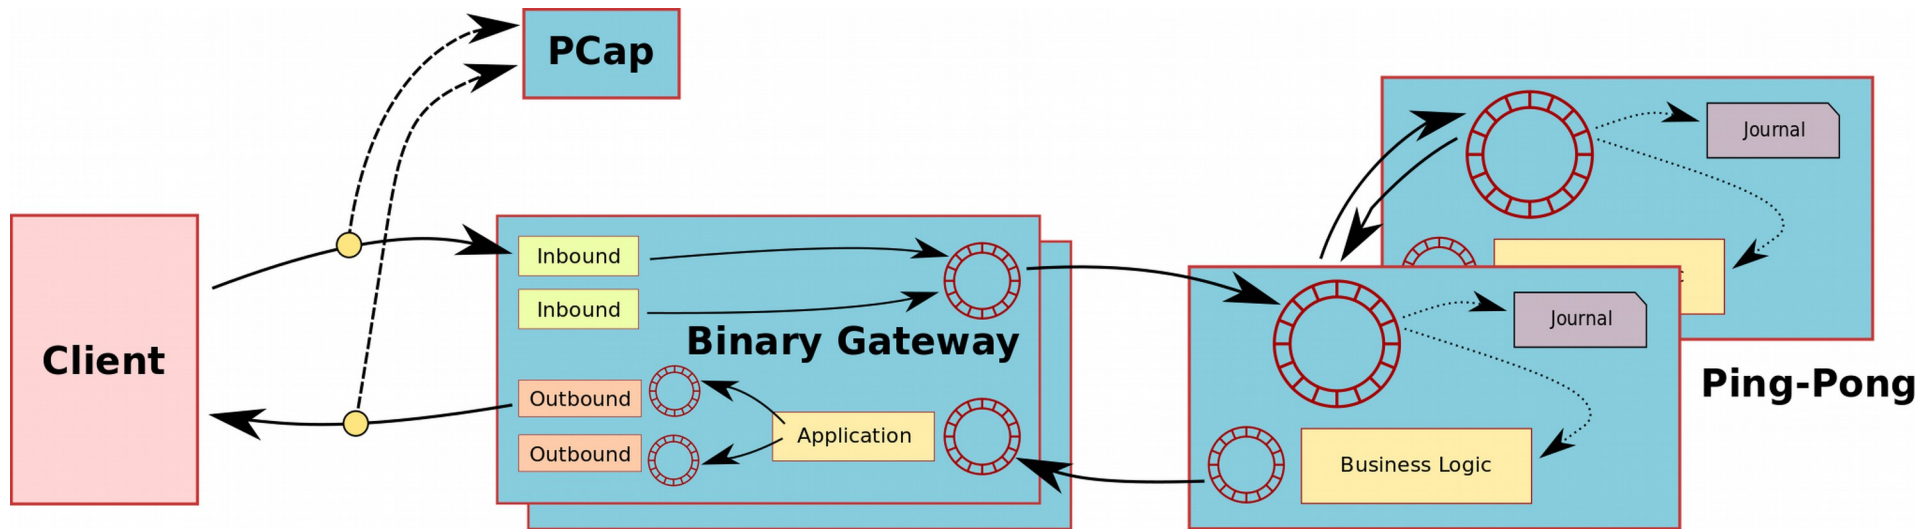 PCap
Journal
Inbound
Inbound
Binary Gateway
Journal
Client
Ping-Pong
Outbound
Application
Outbound
Business Logic